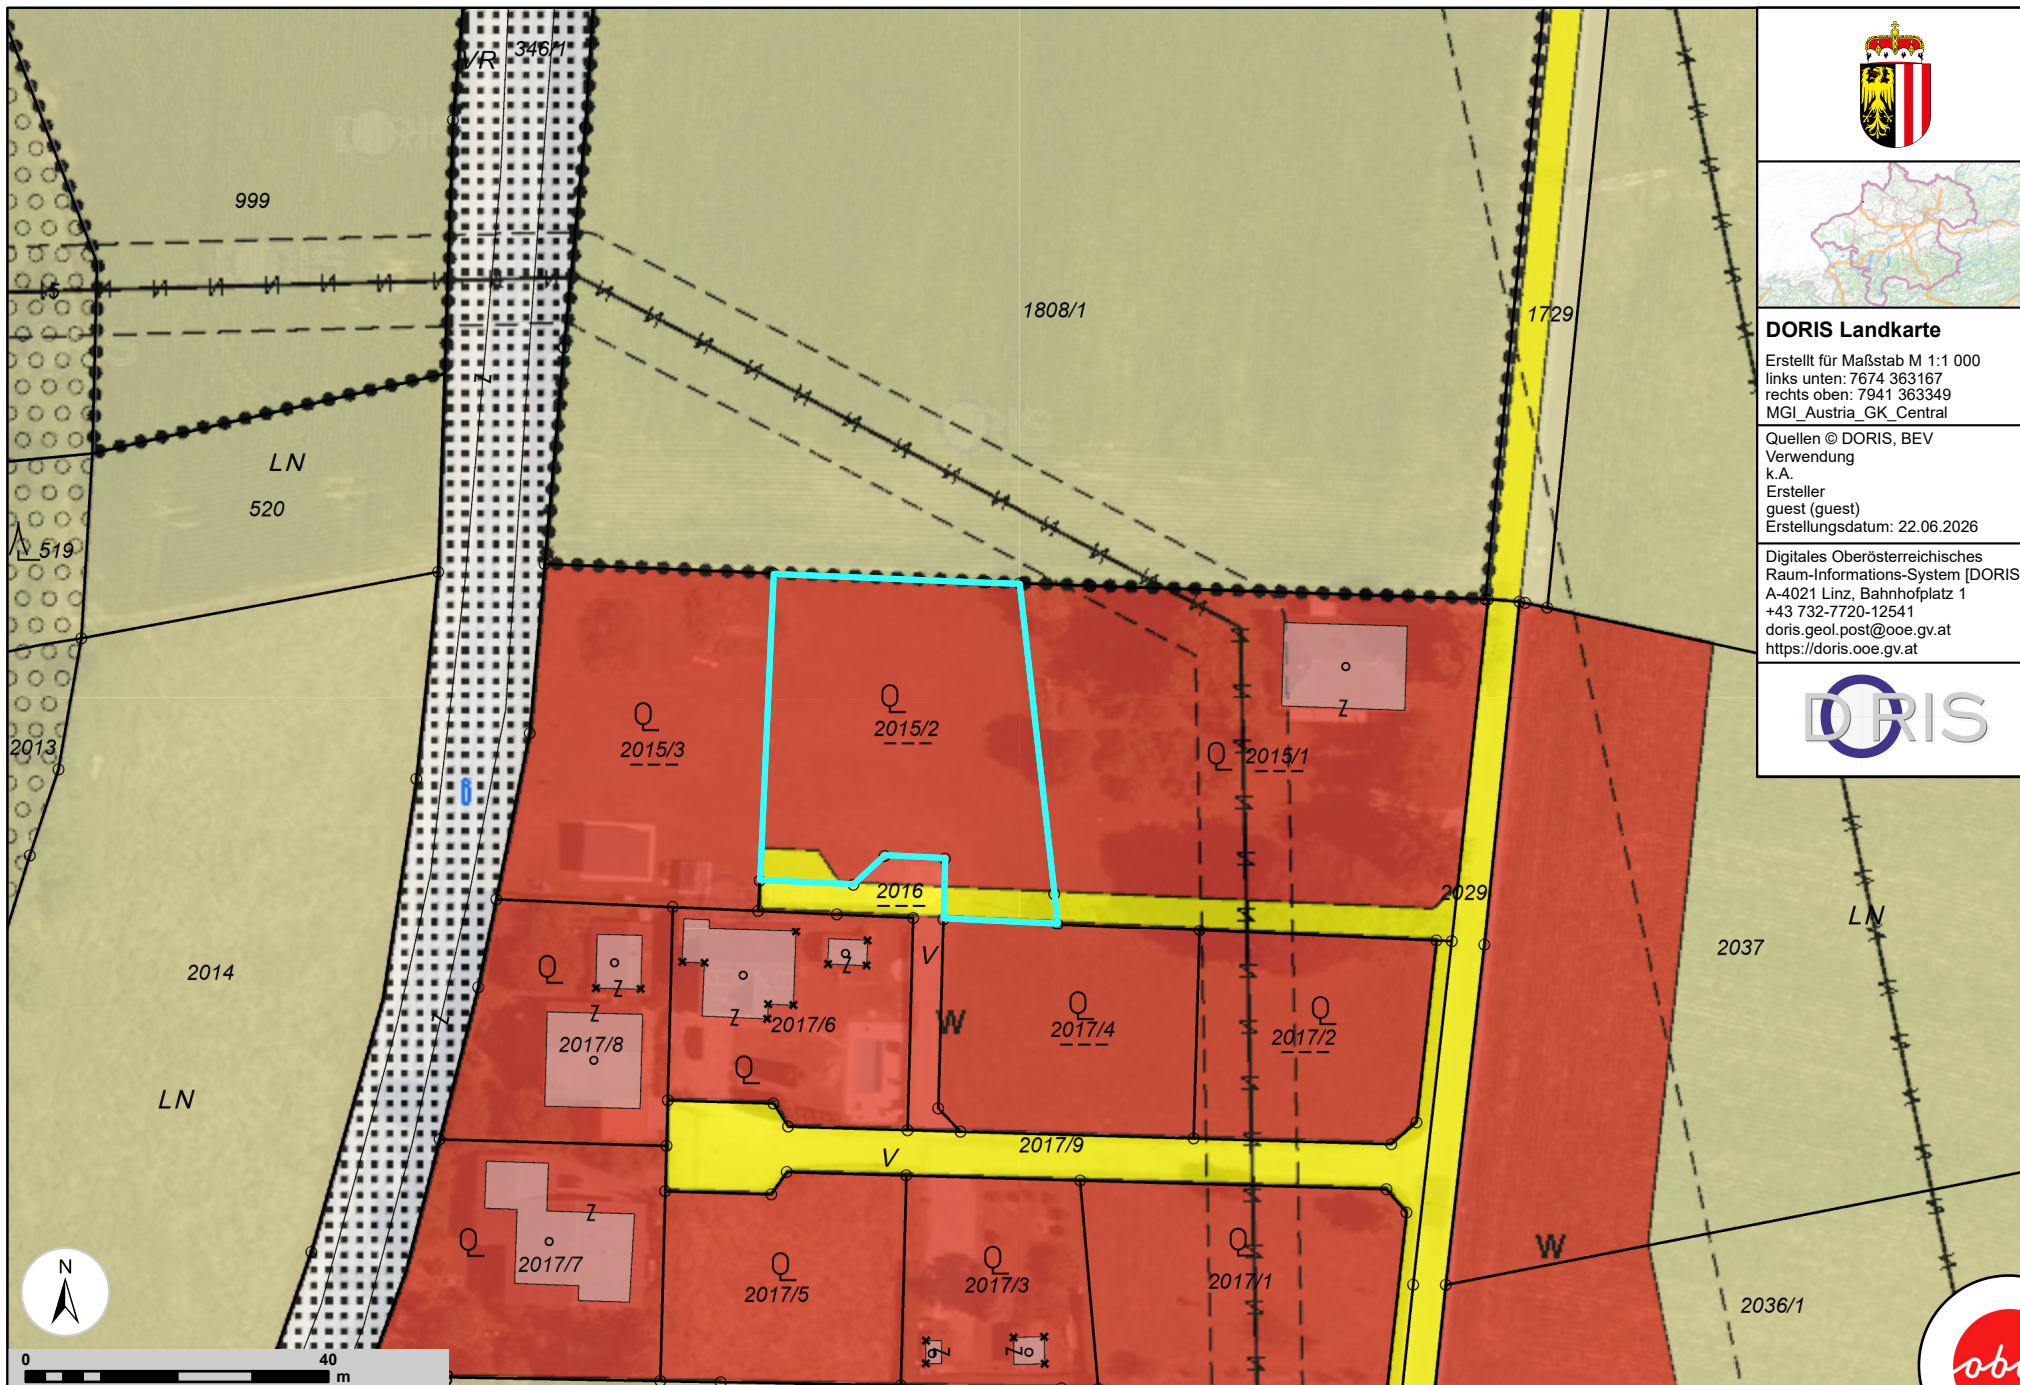 VR
346/1
999
5
1808/1
1729
LN
520
519
2013
2014
LN
Q
2015/3
Q
2015/2
Q
2015/1
2016
2029
LN
2037
Q
Z
Z
2017/8
Z
Z
2017/6
Q
V
W
Q
2017/4
Q
2017/2
2017/9
V
Q
Z
2017/7
Q
2017/5
Q
2017/3
Z
Z
Q
2017/1
W
2036/1
Z
N
0
40
m
DORIS Landkarte
Erstellt für Maßstab M 1:1 000
links unten: 7674 363167
rechts oben: 7941 363349
MGI_Austria_GK_Central
Quellen © DORIS, BEV
Verwendung
k.A.
Ersteller
guest (guest)
Erstellungsdatum: 22.06.2026
Digitales Oberösterreichisches
Raum-Informations-System [DORIS
A-4021 Linz, Bahnhofplatz 1
+43 732-7720-12541
doris.geol.post@ooe.gv.at
https://doris.ooe.gv.at
DORIS